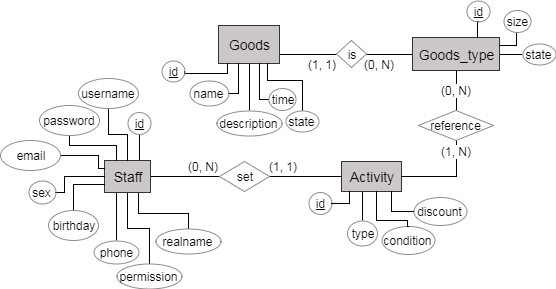 id
size
Goods
is
Goods_type
state
(1, 1)
(0, N)
id
name
time
description
state
(0, N)
username
password
id
reference
email
(1, N)
(0, N)
(1, 1)
Staff
set
Activity
sex
id
discount
birthday
type
condition
realname
phone
permission